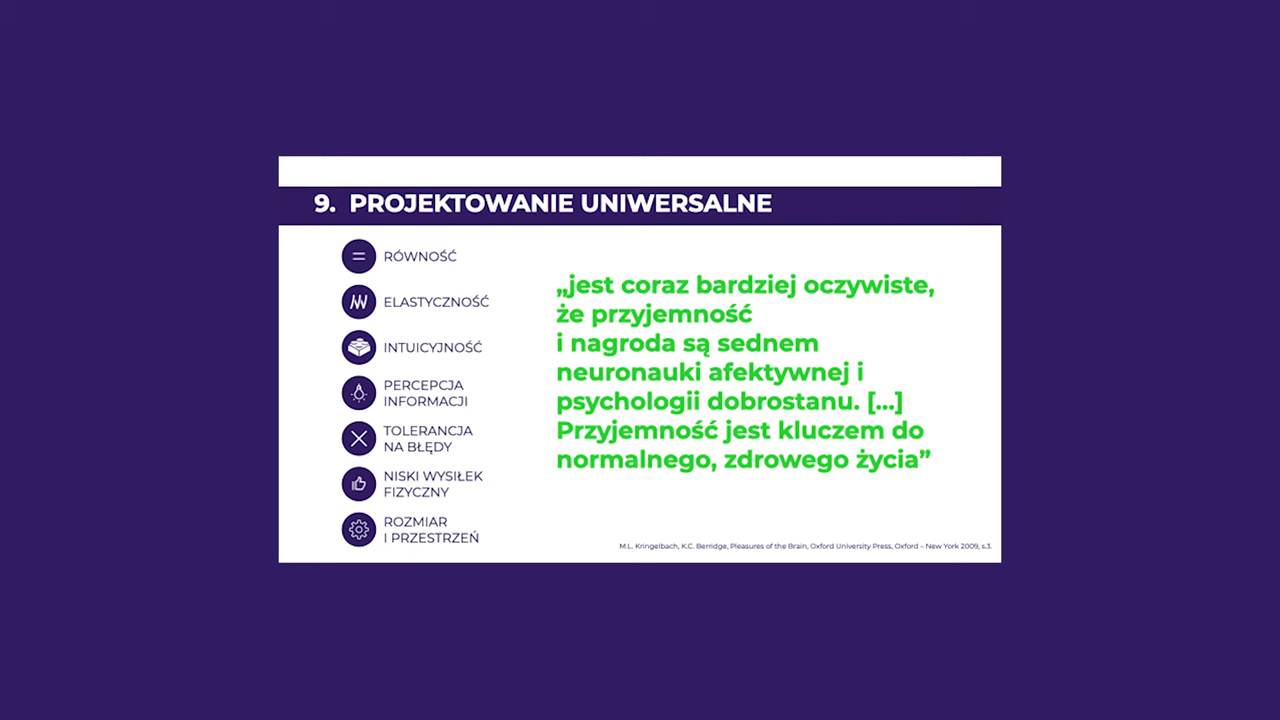 9. PROJEKTOWANIE UNIWERSALNE
RÓWNOŚĆ
ELASTYCZNOŚĆ
INTUICYJNOŚĆ
PERCEPCJA
INFORMACJI
TOLERANCJA
NA BŁĘDY
NISKI WYSIŁEK
FIZYCZNY
ROZMIAR
I PRZESTRZEŃ
„jest coraz bardziej oczywiste,
że przyjemność
i nagroda są sednem
neuronauki afektywnej i
psychologii dobrostanu. [...]
Przyjemność jest kluczem do
normalnego, zdrowego życia”
M.L. Kringelbach, K.C. Berridge, Pleasures of the Brain, Oxford University Press, Oxford – New York 2009, s.3.